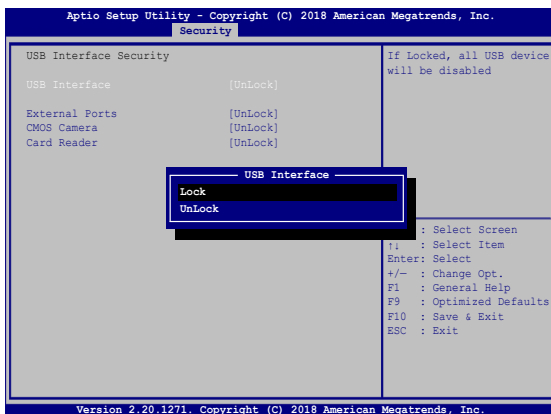 Aptio Setup Utility - Copyright (C) 2018 American Megatrends, Inc.
Security
USB Interface Security
USB Interface [UnLock]
External Ports [UnLock]
CMOS Camera [UnLock]
Card Reader [UnLock]
If Locked, all USB device
will be disabled
USB Interface
Lock
UnLock
: Select Screen
↑↓ : Select Item
Enter: Select
+/— : Change Opt.
F1 : General Help
F9 : Optimized Defaults
F10 : Save & Exit
ESC : Exit
Version 2.20.1271. Copyright (C) 2018 American Megatrends, Inc.